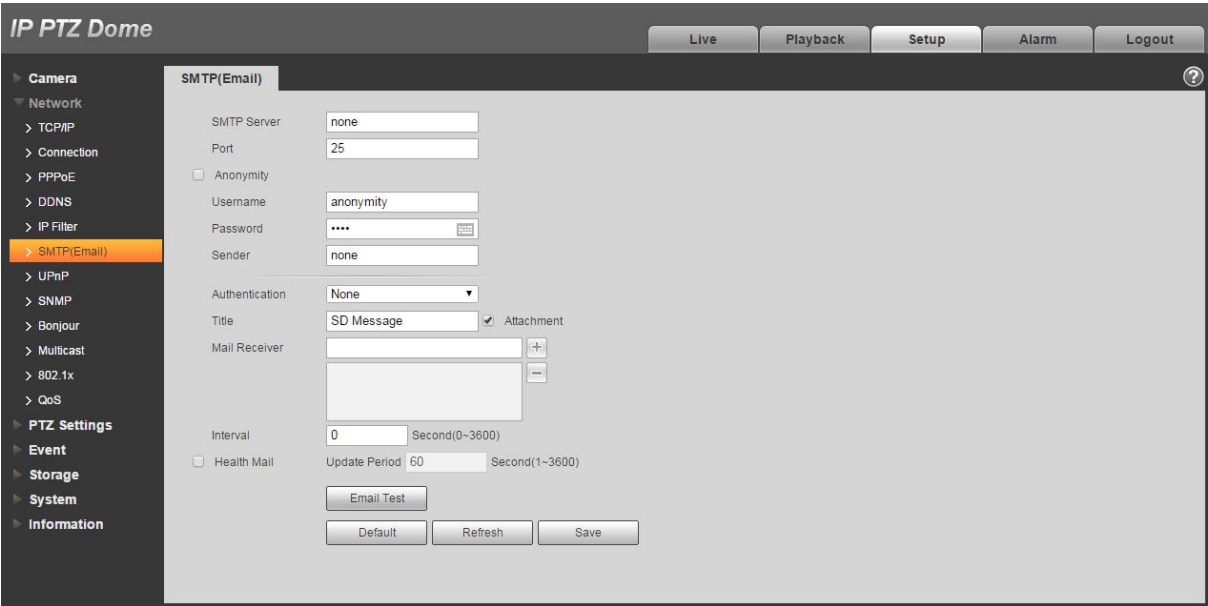 IP PTZ Dome
Live Playback Setup Alarm Logout
Camera
Network
TCP/IP
Connection
PPPoE
DDNS
IP Filter
SMTP(Email)
UPnP
SNMP
Bonjour
Multicast
802.1x
QoS
PTZ Settings
Event
Storage
System
Information
SMTP(Email)
SMTP Server none
Port 25
Anonymity
Username anonymity
Password ••••
Sender none
Authentication None
Title SD Message Attachment
Mail Receiver
Interval 0 Second(0~3600)
Health Mail Update Period 60 Second(1~3600)
Email Test
Default Refresh Save